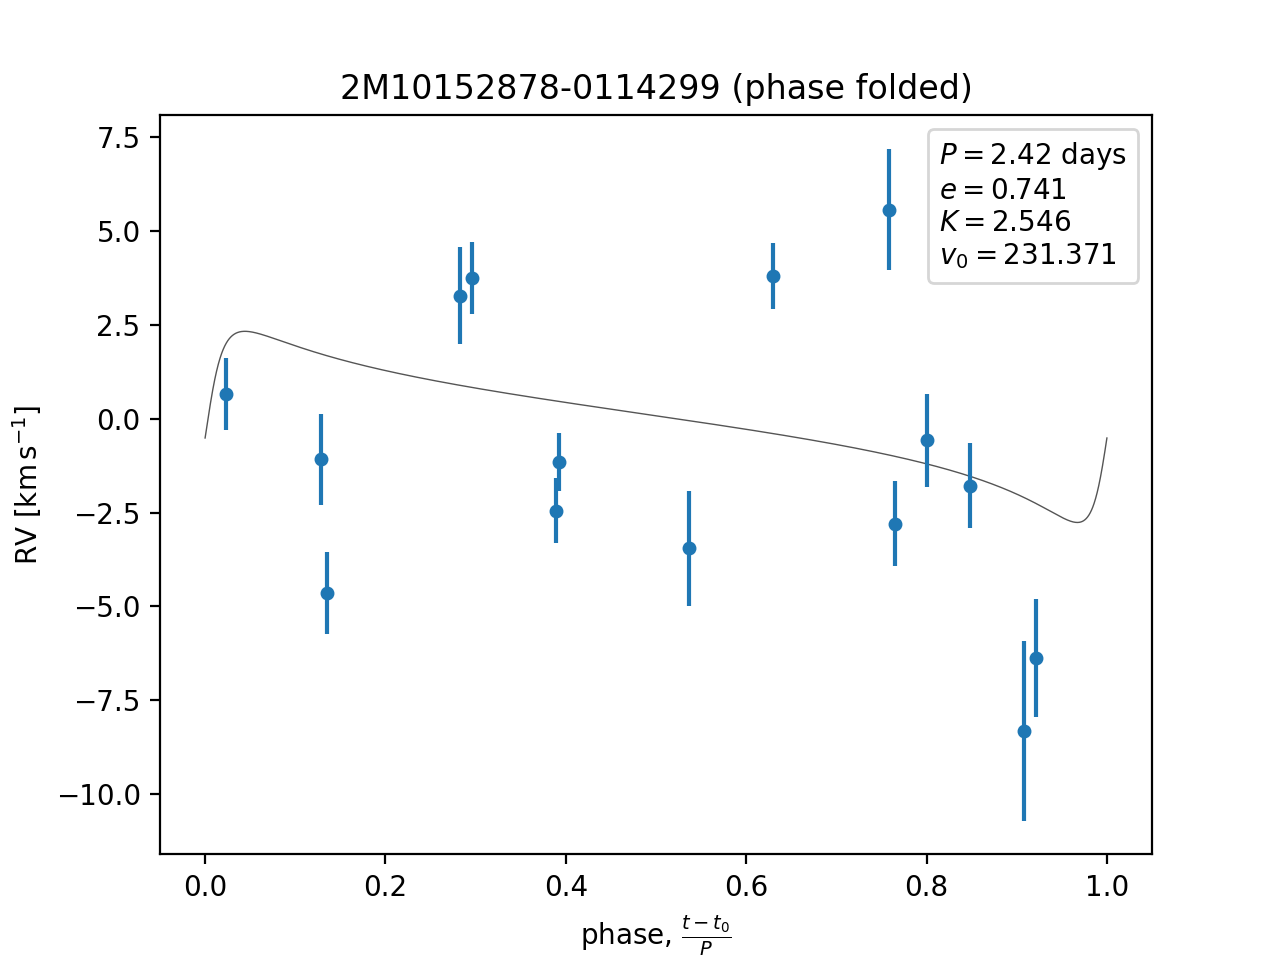 2M10152878-0114299 (phase folded)
7.5
5.0
2.5
0.0
−2.5
−5.0
−7.5
−10.0
RV [km s⁻¹]
P = 2.42 days
e = 0.741
K = 2.546
v₀ = 231.371
0.0 0.2 0.4 0.6 0.8 1.0
phase, (t − t₀)/P